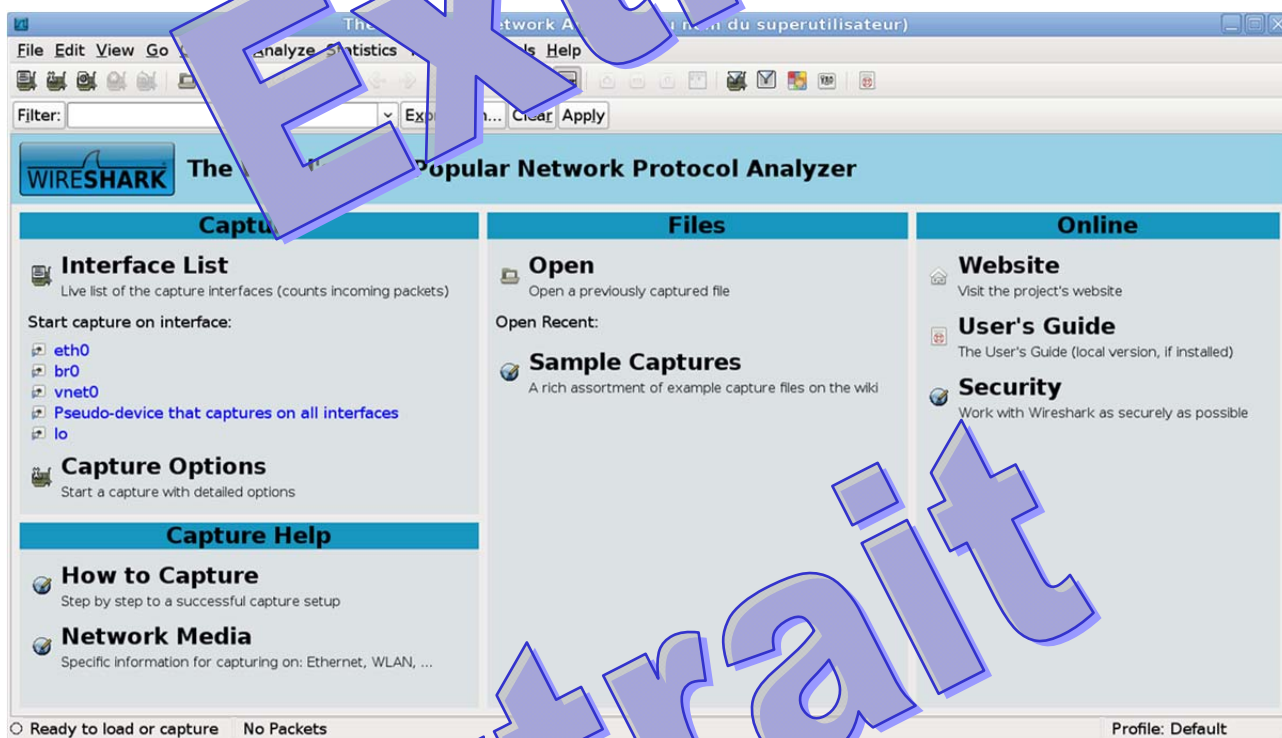 The etwork A du superutilisateur)
File Edit View Go Analyze Statistics Help
Filter: Clear Apply
WIRESHARK The Popular Network Protocol Analyzer
Capture
Interface List
Live list of the capture interfaces (counts incoming packets)
Start capture on interface:
eth0
br0
vnet0
Pseudo-device that captures on all interfaces
lo
Capture Options
Start a capture with detailed options
Capture Help
How to Capture
Step by step to a successful capture setup
Network Media
Specific information for capturing on: Ethernet, WLAN, ...
Files
Open
Open a previously captured file
Open Recent:
Sample Captures
A rich assortment of example capture files on the wiki
Online
Website
Visit the project's website
User's Guide
The User's Guide (local version, if installed)
Security
Work with Wireshark as securely as possible
Ready to load or capture No Packets Profile: Default
Ext
trait